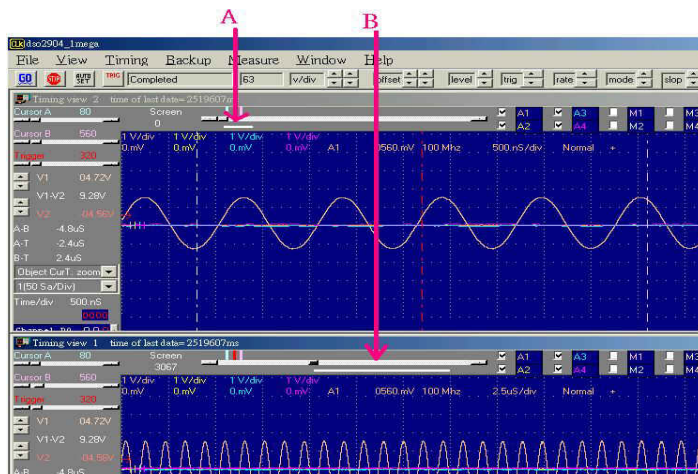 A B
dso2904_1mega
File View Timing Backup Measure Window Help
GO STOP AUTO SET TRIG Completed 63 v/div offset level trig rate mode slop
Timing view 2 time of last data= 2519607ms
Cursor A 80 Screen A1 A3 M1 M3
Cursor B 560 0 A2 A4 M2 M4
1 V/div 1 V/div 1 V/div 1 V/div
Trigger 320 0.mV 0.mV 0.mV 0.mV A1 0560.mV 100 Mhz 500.nS/div Normal +
V1 04.72V
V1-V2 9.28V
V2 -04.56V
A-B -4.8uS
A-T -2.4uS
B-T 2.4uS
Object CurT. zoom
1(50 Sa/Div)
Time/div 500.nS
0000
Timing view 1 time of last data= 2519607ms
Cursor A 80 Screen A1 A3 M1 M3
Cursor B 560 3067 A2 A4 M2 M4
1 V/div 1 V/div 1 V/div 1 V/div
Trigger 320 0.mV 0.mV 0.mV 0.mV A1 0560.mV 100 Mhz 2.5uS/div Normal +
V1 04.72V
V1-V2 9.28V
V2 -04.56V
A-B -4.8uS